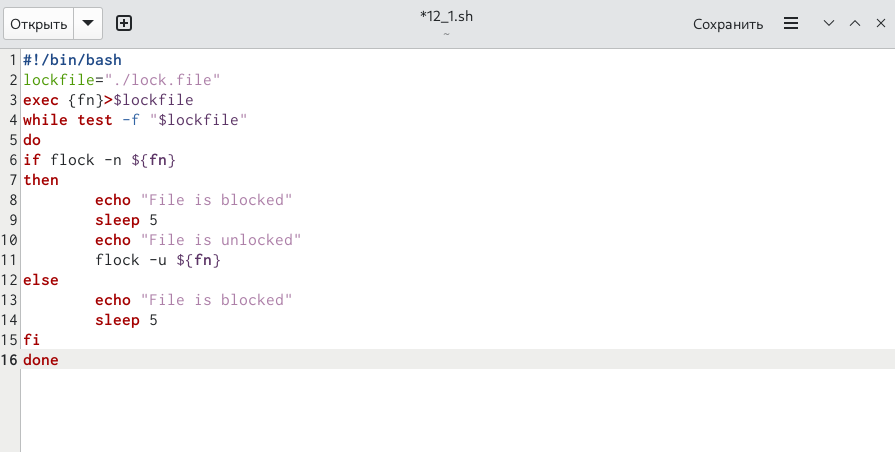 Открыть
*12_1.sh
~
Сохранить
1 #!/bin/bash
2 lockfile="./lock.file"
3 exec {fn}>$lockfile
4 while test -f "$lockfile"
5 do
6 if flock -n ${fn}
7 then
8         echo "File is blocked"
9         sleep 5
10         echo "File is unlocked"
11         flock -u ${fn}
12 else
13         echo "File is blocked"
14         sleep 5
15 fi
16 done